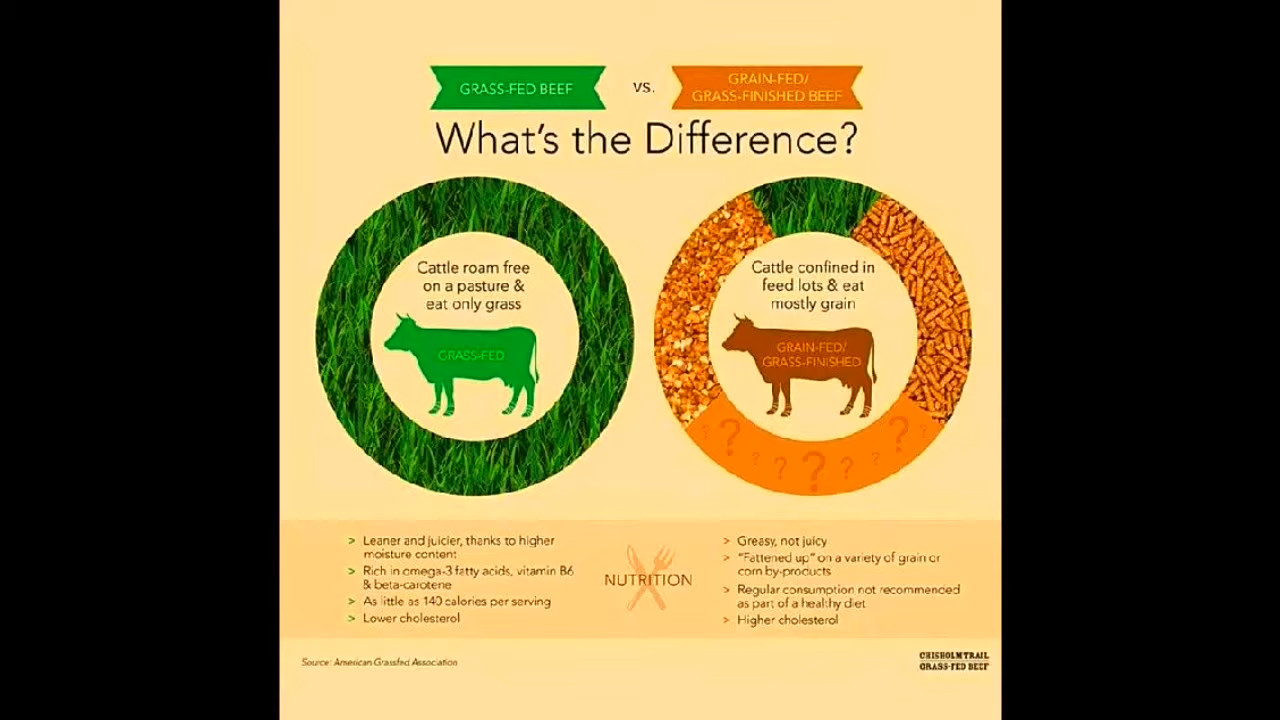 GRASS-FED BEEF
VS.
GRAIN-FED/
GRASS-FINISHED BEEF
What's the Difference?
Cattle roam free
on a pasture &
eat only grass
GRASS-FED
Cattle confined in
feed lots & eat
mostly grain
GRAIN-FED/
GRASS-FINISHED
? ? ? ? ? ? ? ? ?
> Leaner and juicier, thanks to higher
moisture content
> Rich in omega-3 fatty acids, vitamin B6
& beta-carotene
> As little as 140 calories per serving
> Lower cholesterol
NUTRITION
> Greasy, not juicy
> "Fattened up" on a variety of grain or
corn by-products
> Regular consumption not recommended
as part of a healthy diet
> Higher cholesterol
Source: American Grassfed Association
CHISHOLM TRAIL
GRASS-FED BEEF